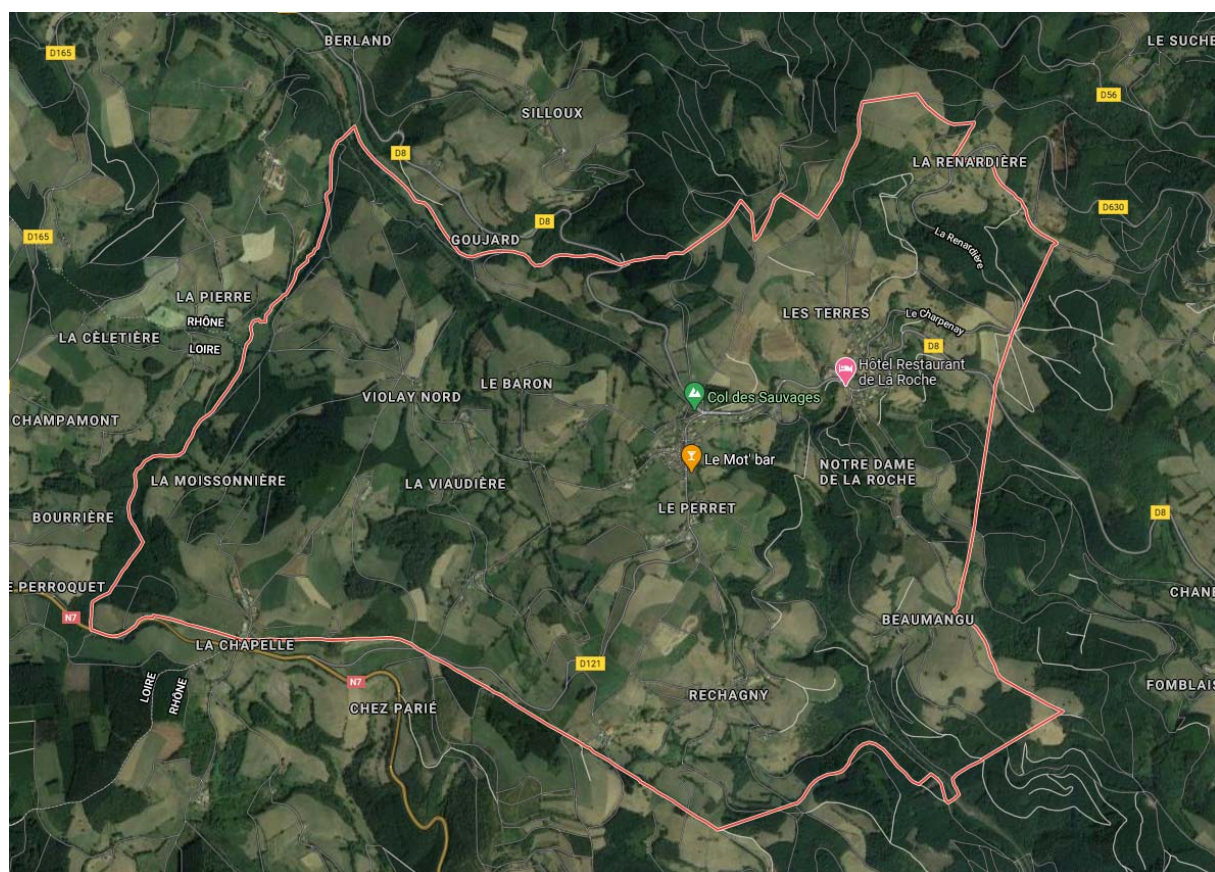 BERLAND
LE SUCHE
D165
D56
SILLOUX
D8
LA RENARDIÈRE
D630
D8
D165
GOUJARD
La Renardière
LA PIERRE
RHÔNE
LES TERRES
Le Charpenay
LA CÈLETIÈRE
LOIRE
D8
Hôtel Restaurant
de La Roche
LE BARON
VIOLAY NORD
Col des Sauvages
CHAMPAMONT
Le Mot' bar
NOTRE DAME
DE LA ROCHE
LA MOISSONNIÈRE
LA VIAUDIÈRE
LE PERRET
BOURRIÈRE
D8
E PERROQUET
CHANE
N7
BEAUMANGU
LA CHAPELLE
D121
LOIRE
RHÔNE
N7
RECHAGNY
FOMBLAIS
CHEZ PARIÉ